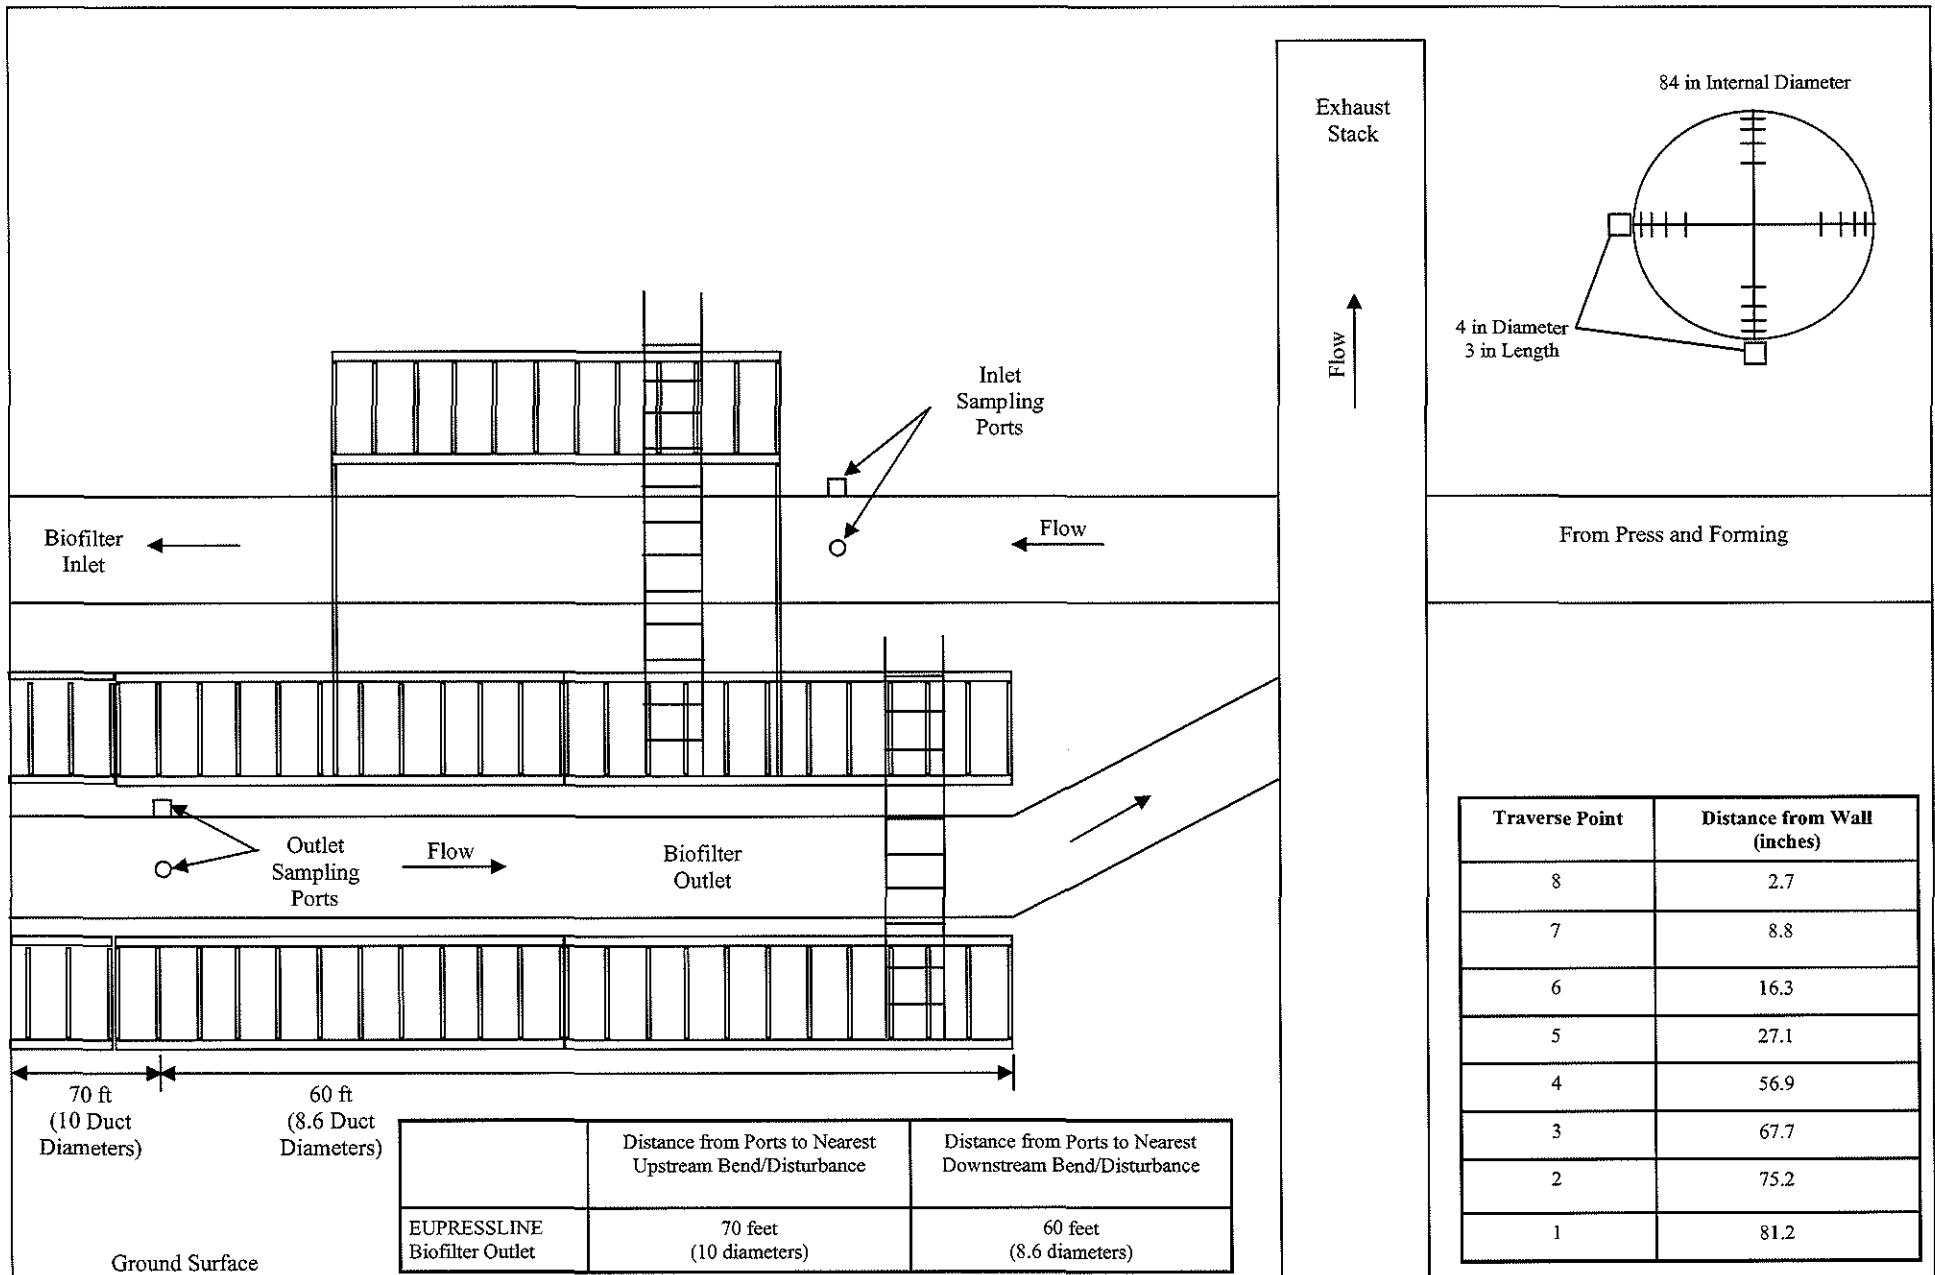 84 in Internal Diameter
Exhaust
Stack
4 in Diameter
3 in Length
Flow
Inlet
Sampling
Ports
Biofilter
Inlet
Flow
From Press and Forming
Outlet
Sampling
Ports
Flow
Biofilter
Outlet
Traverse Point
Distance from Wall
(inches)
8
2.7
7
8.8
6
16.3
5
27.1
4
56.9
3
67.7
2
75.2
1
81.2
70 ft
(10 Duct
Diameters)
60 ft
(8.6 Duct
Diameters)
Distance from Ports to Nearest
Upstream Bend/Disturbance
Distance from Ports to Nearest
Downstream Bend/Disturbance
EUPRESSLINE
Biofilter Outlet
70 feet
(10 diameters)
60 feet
(8.6 diameters)
Ground Surface